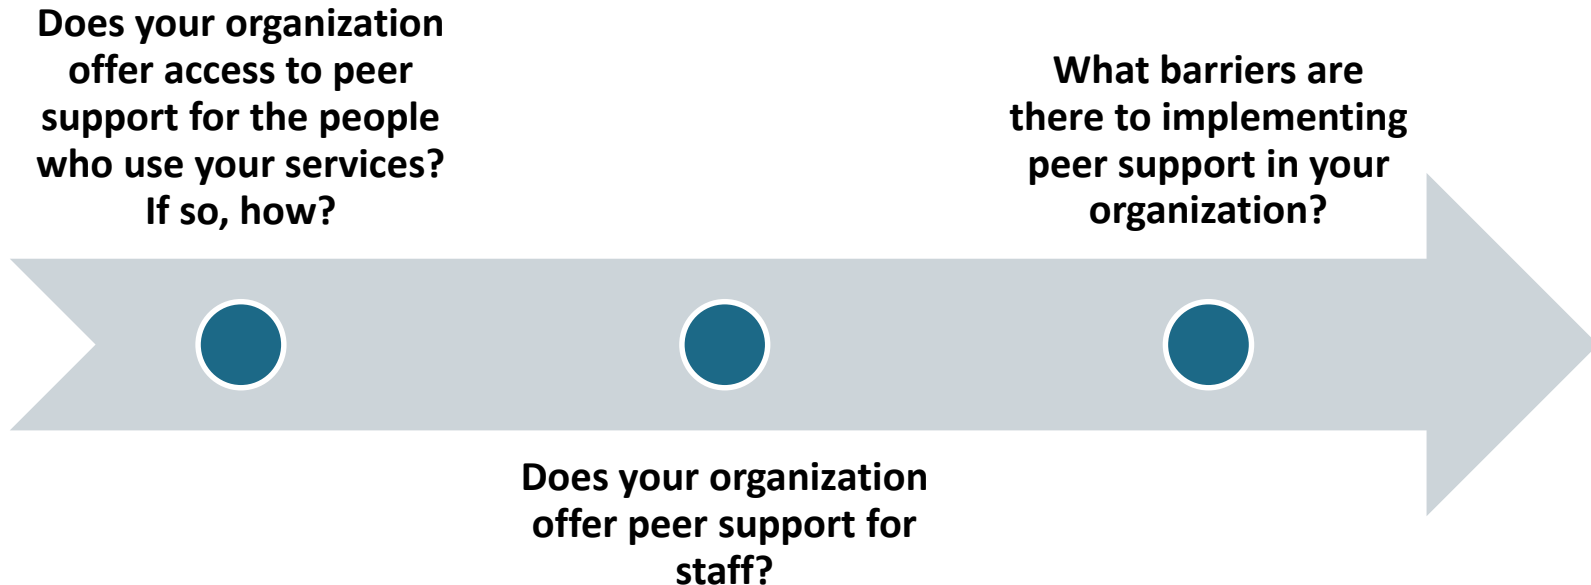 Does your organization
offer access to peer
support for the people
who use your services?
If so, how?
Does your organization
offer peer support for
staff?
What barriers are
there to implementing
peer support in your
organization?